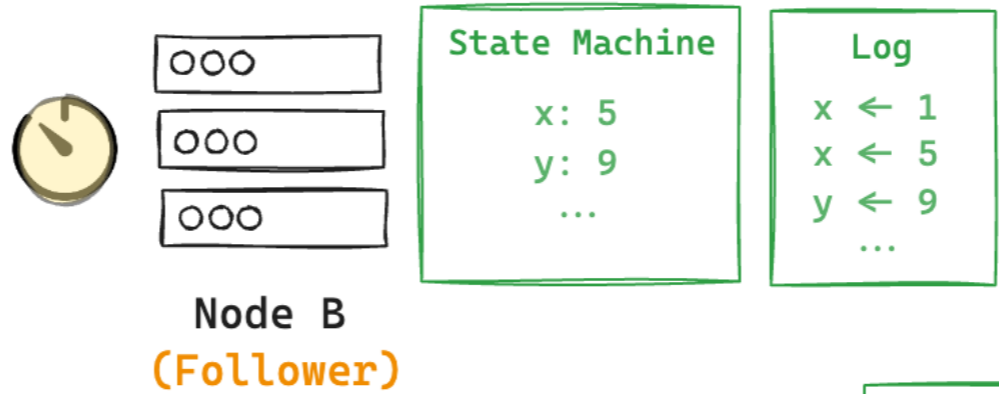 State Machine
x: 5
y: 9
...
Log
x ← 1
x ← 5
y ← 9
...
Node B
(Follower)